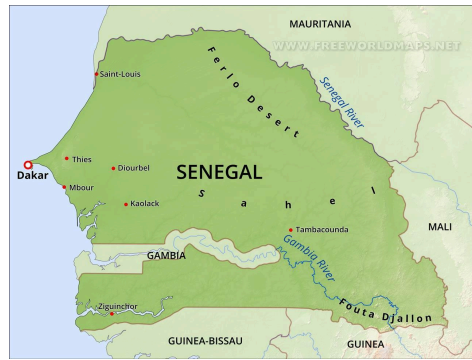 MAURITANIA
WWW.FREEWORLDMAPS.NET
Ferlo Desert
Saint-Louis
Senegal River
Thies
Diourbel
SENEGAL
Dakar
Mbour
Sahel
Kaolack
Tambacounda
MALI
GAMBIA
Gambia River
Ziguinchor
Fouta Djallon
GUINEA-BISSAU
GUINEA